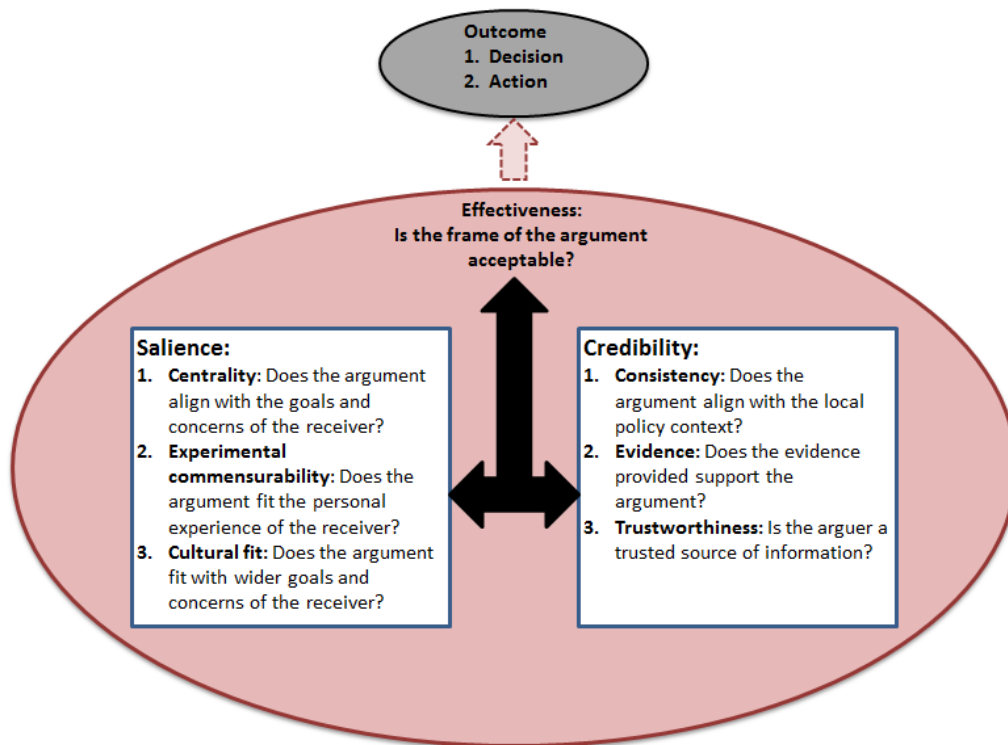 Outcome
1. Decision
2. Action
Effectiveness:
Is the frame of the argument
acceptable?
Salience:
1. Centrality: Does the argument
align with the goals and
concerns of the receiver?
2. Experimental
commensurability: Does the
argument fit the personal
experience of the receiver?
3. Cultural fit: Does the argument
fit with wider goals and
concerns of the receiver?
Credibility:
1. Consistency: Does the
argument align with the local
policy context?
2. Evidence: Does the evidence
provided support the
argument?
3. Trustworthiness: Is the arguer a
trusted source of information?